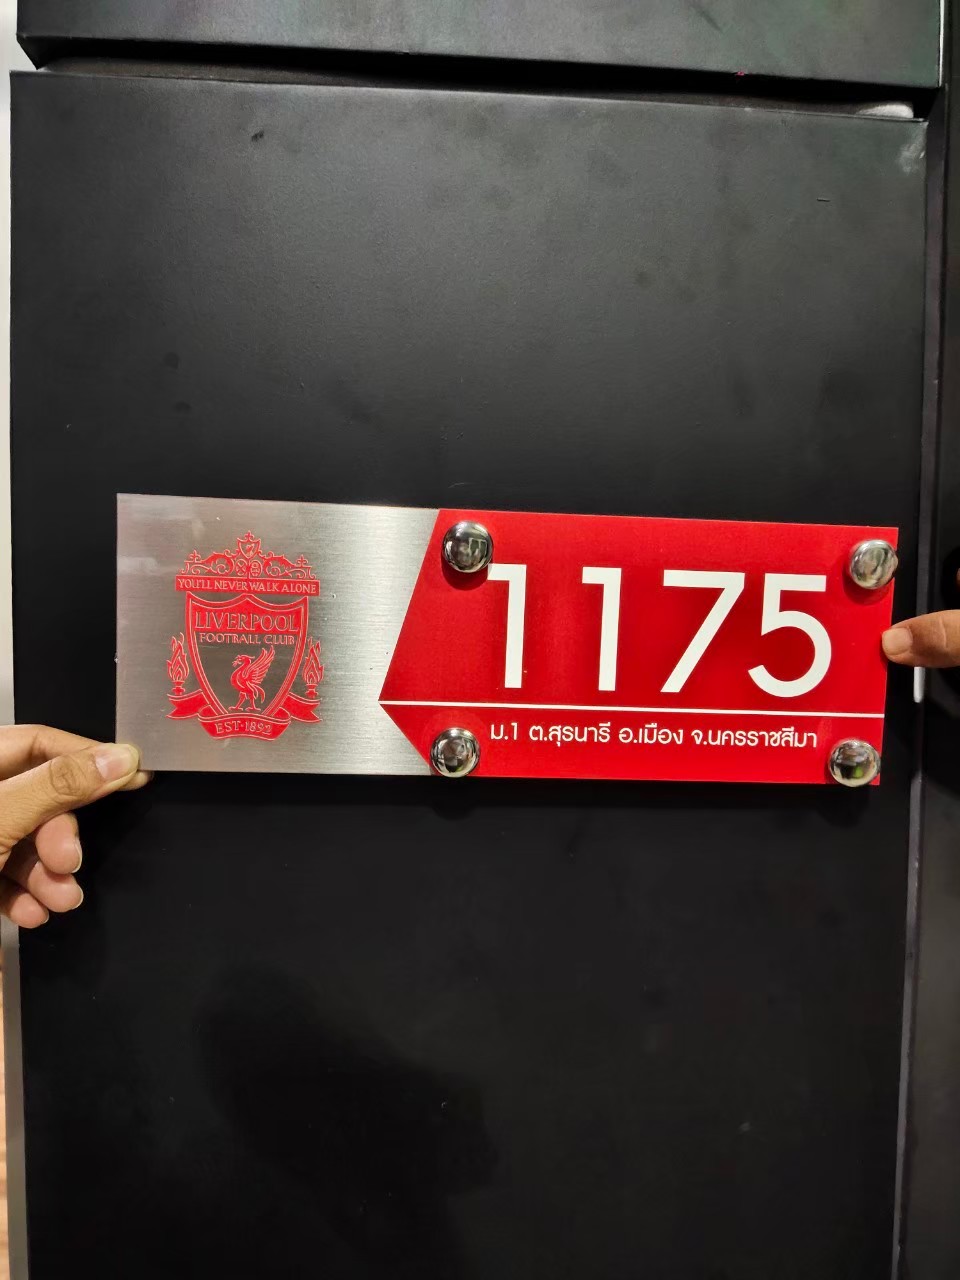 YOU'LL NEVER WALK ALONE
LIVERPOOL
FOOTBALL CLUB
EST·1892
1175
ม.1 ต.สุรนารี อ.เมือง จ.นครราชสีมา